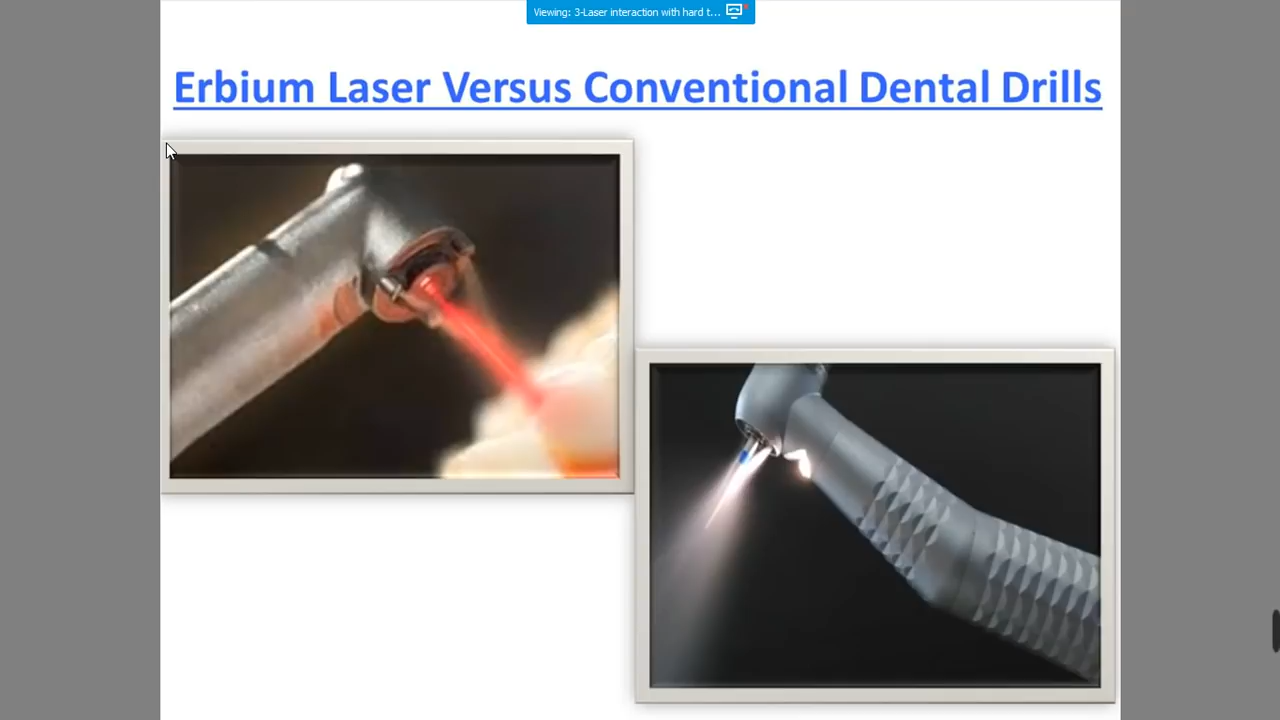 Viewing: 3-Laser interaction with hard t...
Erbium Laser Versus Conventional Dental Drills